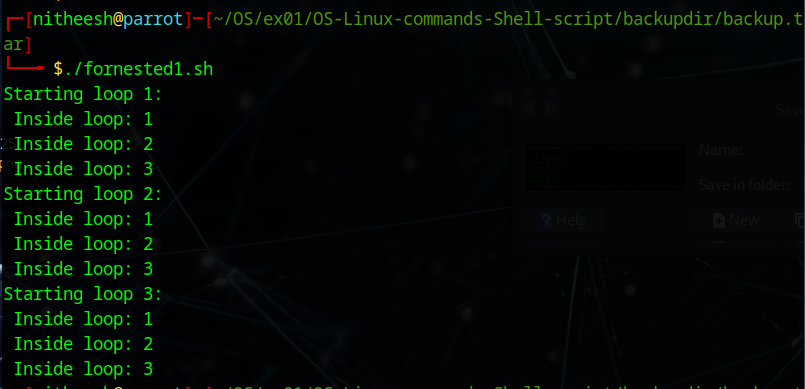 ┌─[nitheesh@parrot]─[~/OS/ex01/OS-Linux-commands-Shell-script/backupdir/backup.t
ar]
└──╼ $./fornested1.sh
Starting loop 1:
 Inside loop: 1
 Inside loop: 2
 Inside loop: 3
Starting loop 2:
 Inside loop: 1
 Inside loop: 2
 Inside loop: 3
Starting loop 3:
 Inside loop: 1
 Inside loop: 2
 Inside loop: 3
Name:
Save in folder:
Help
New